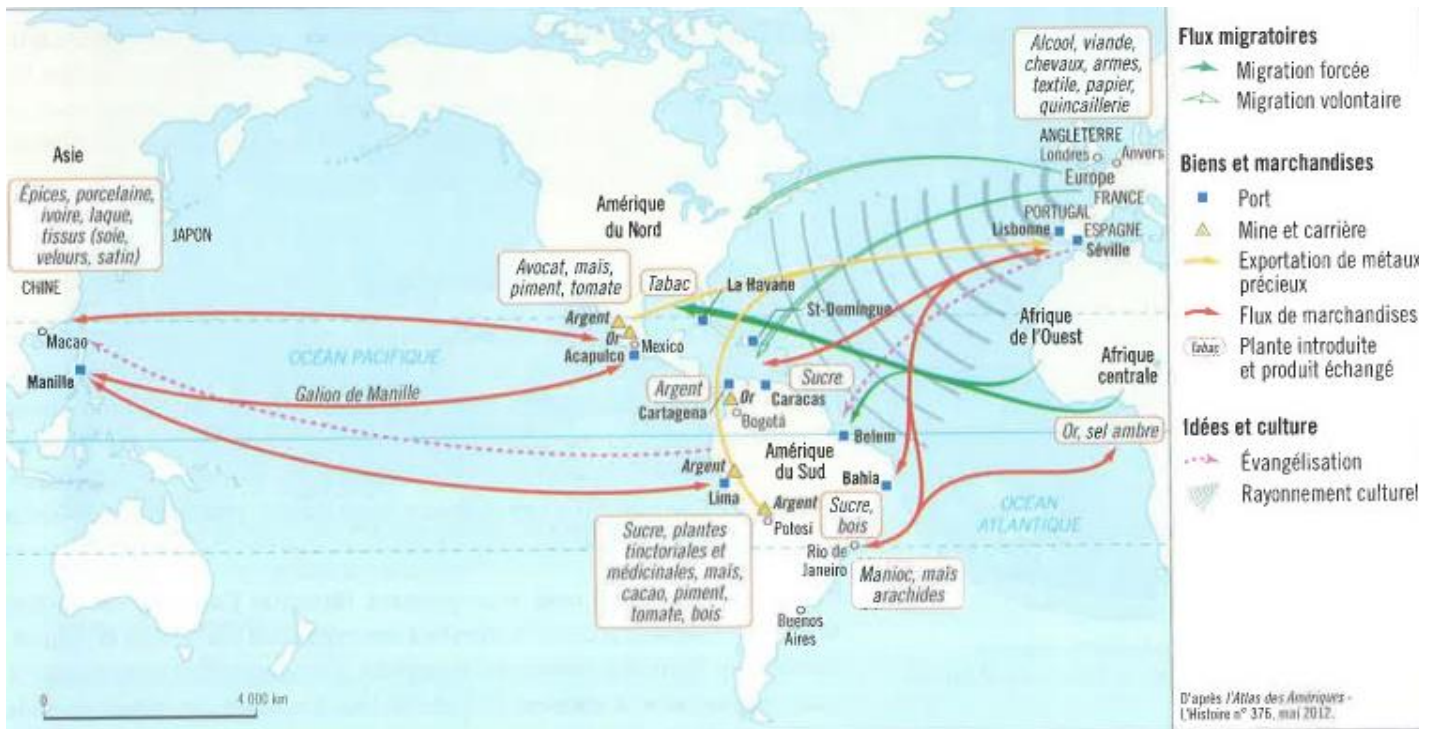 Asie
Épices, porcelaine,
ivoire, laque,
tissus (soie,
velours, satin)
JAPON
CHINE
Macao
Manille
OCÉAN PACIFIQUE
Galion de Manille
Amérique
du Nord
Avocat, maïs,
piment, tomate
Tabac
La Havane
St-Domingue
Argent
Or
Mexico
Acapulco
Argent
Cartagena
Or
Bogotá
Caracas
Sucre
Belem
Amérique
du Sud
Argent
Lima
Bahia
Argent
Potosí
Sucre,
bois
Sucre, plantes
tinctoriales et
médicinales, maïs,
cacao, piment,
tomate, bois
Rio de
Janeiro
Manioc, maïs
arachides
Buenos
Aires
OCÉAN
ATLANTIQUE
Alcool, viande,
chevaux, armes,
textile, papier,
quincaillerie
ANGLETERRE
Londres
Anvers
Europe
FRANCE
PORTUGAL
Lisbonne
ESPAGNE
Séville
Afrique
de l'Ouest
Afrique
centrale
Or, sel ambre
0
4 000 km
Flux migratoires
Migration forcée
Migration volontaire
Biens et marchandises
Port
Mine et carrière
Exportation de métaux
précieux
Flux de marchandises
Tabac
Plante introduite
et produit échangé
Idées et culture
Évangélisation
Rayonnement culturel
D'après l'Atlas des Amériques -
L'Histoire n° 376, mai 2012.